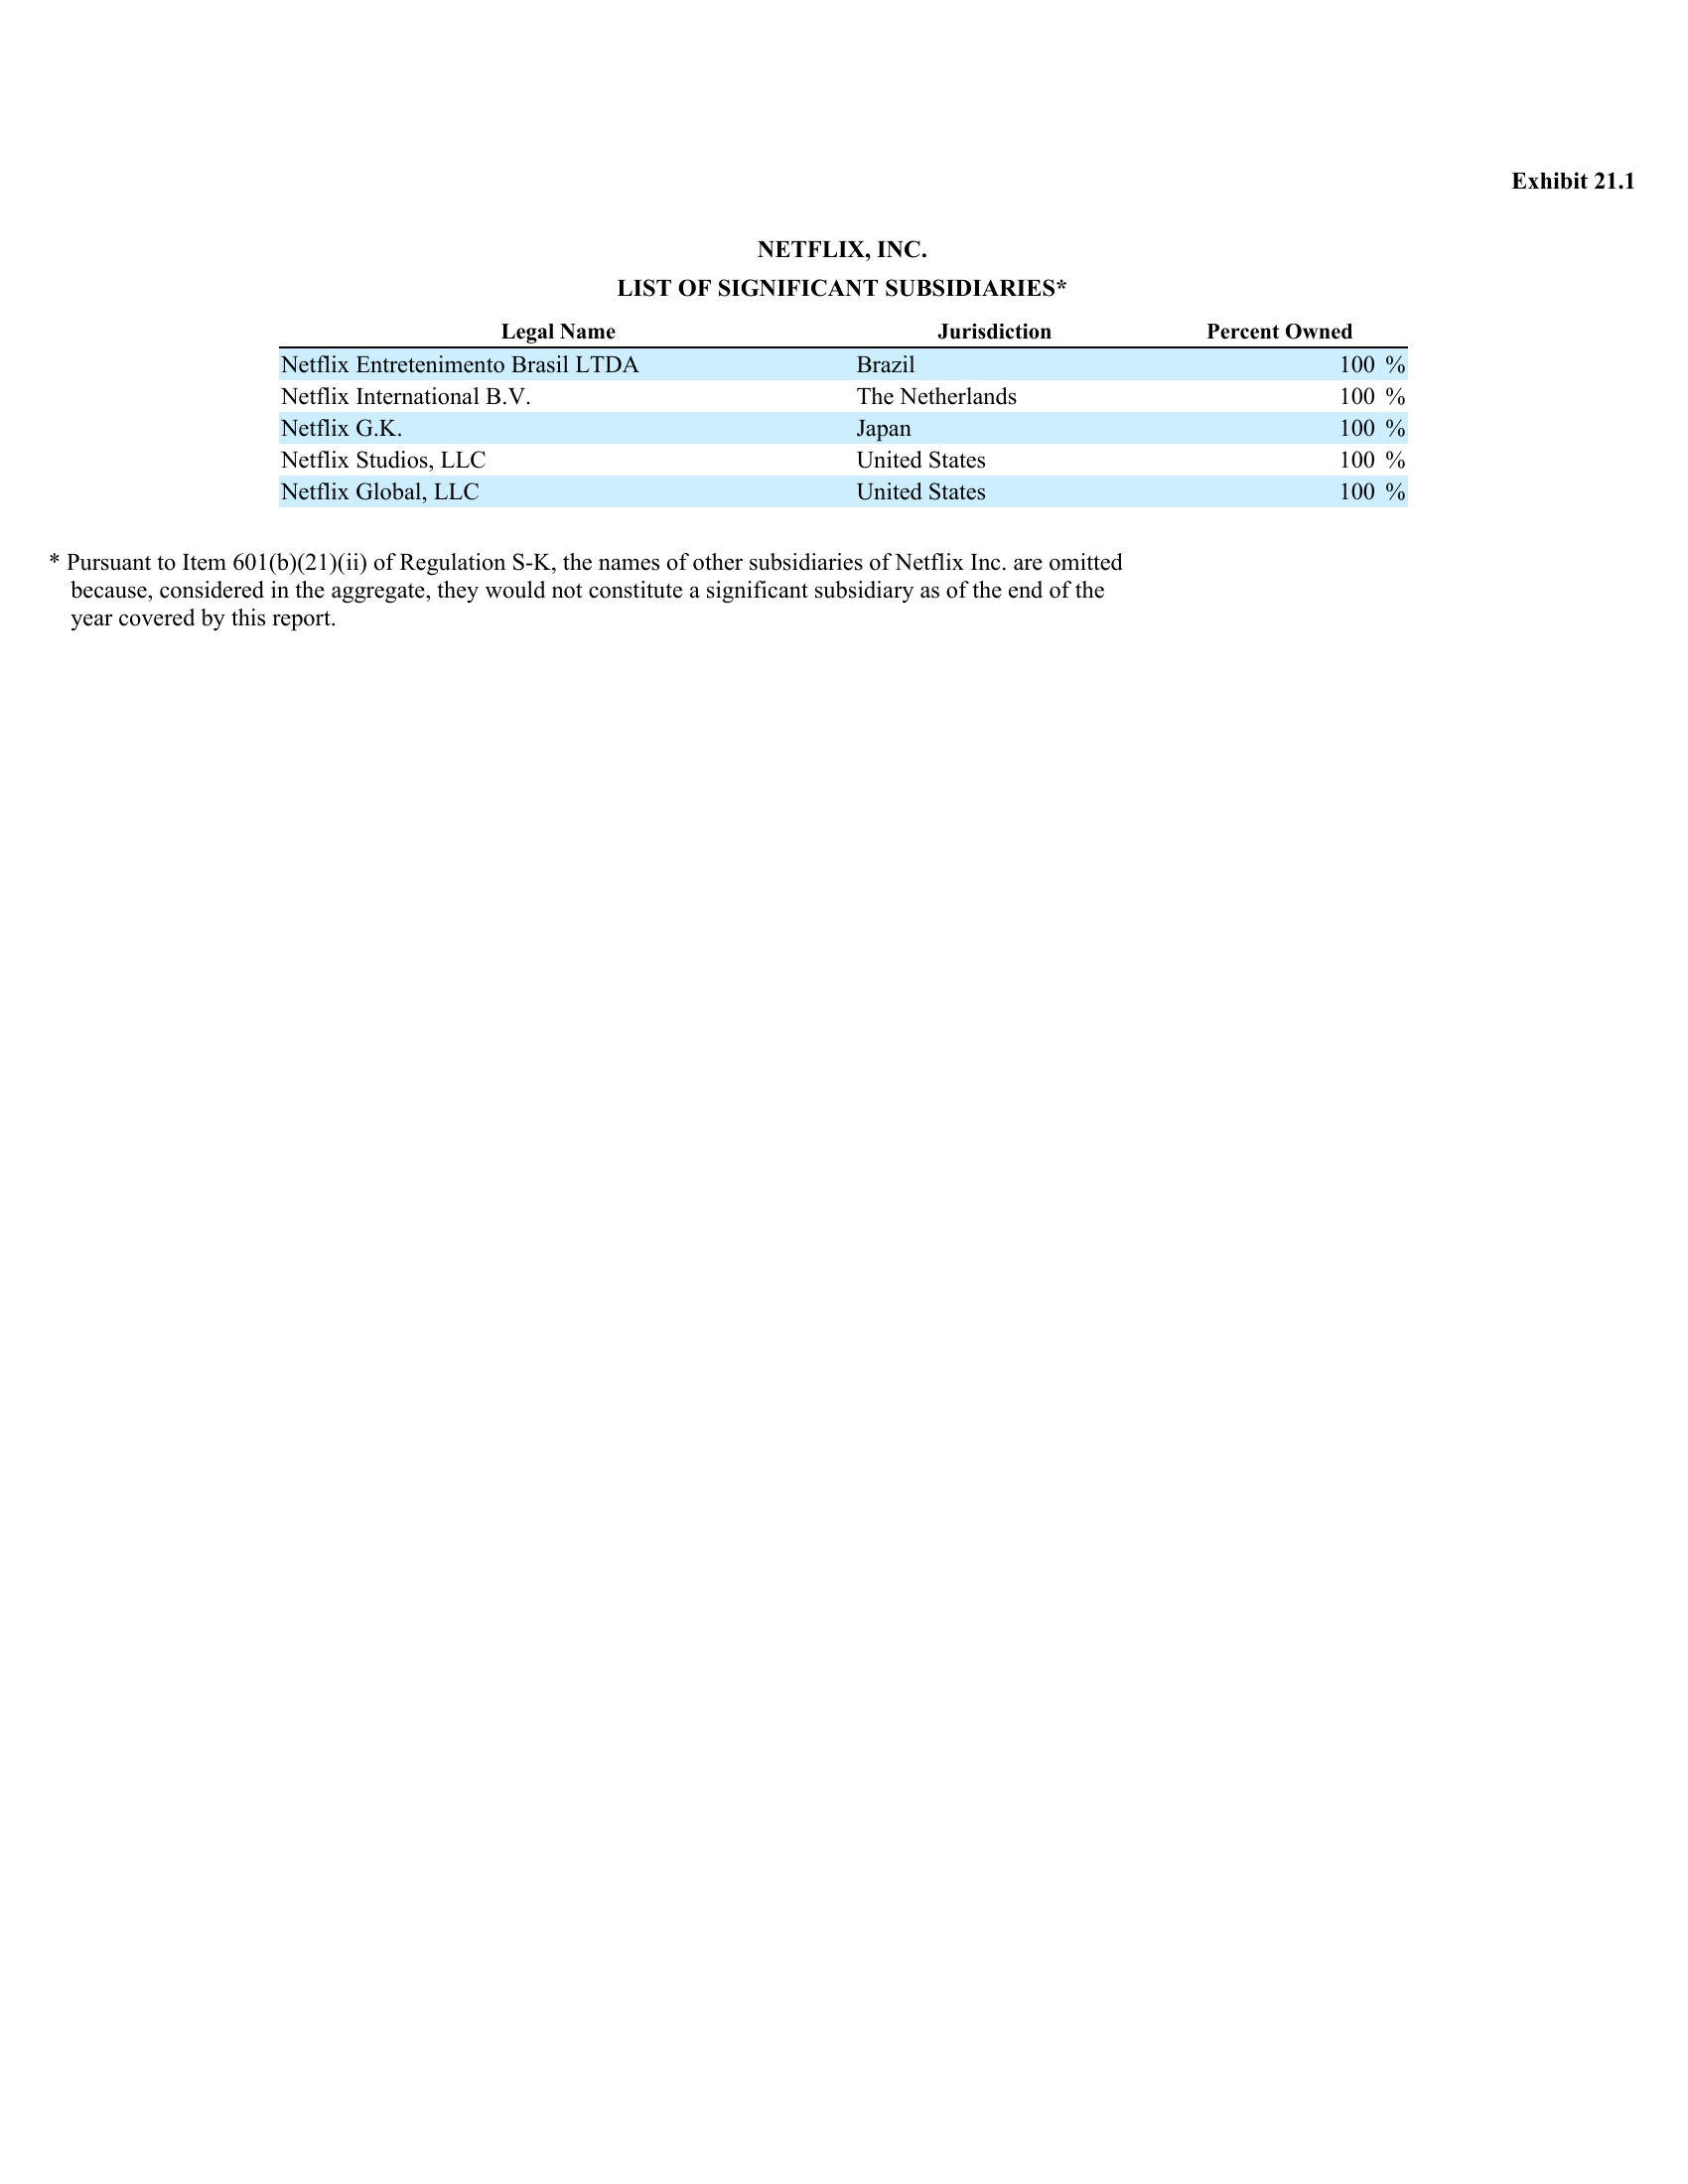 Exhibit 21.1
NETFLIX, INC.
LIST OF SIGNIFICANT SUBSIDIARIES*
Legal Name Jurisdiction Percent Owned
Netflix Entretenimento Brasil LTDA Brazil 100 %
Netflix International B.V. The Netherlands 100 %
Netflix G.K. Japan 100 %
Netflix Studios, LLC United States 100 %
Netflix Global, LLC United States 100 %
* Pursuant to Item 601(b)(21)(ii) of Regulation S-K, the names of other subsidiaries of Netflix Inc. are omitted
because, considered in the aggregate, they would not constitute a significant subsidiary as of the end of the
year covered by this report.